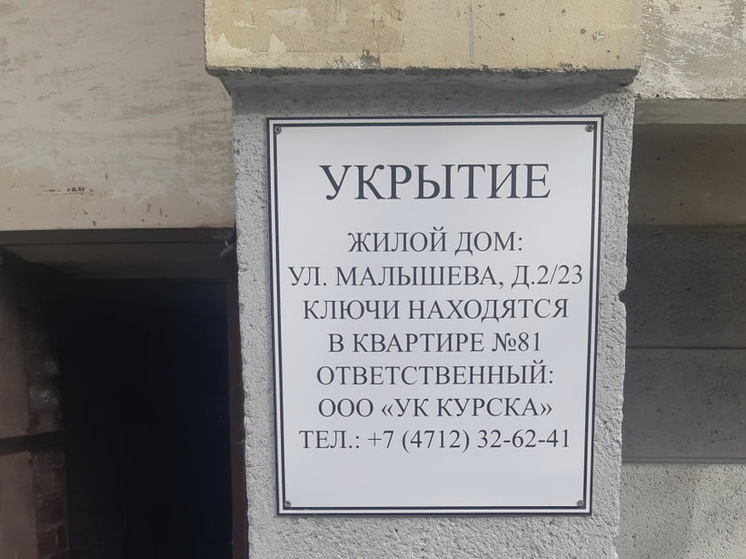 УКРЫТИЕ
ЖИЛОЙ ДОМ:
УЛ. МАЛЫШЕВА, Д.2/23
КЛЮЧИ НАХОДЯТСЯ
В КВАРТИРЕ №81
ОТВЕТСТВЕННЫЙ:
ООО «УК КУРСКА»
ТЕЛ.: +7 (4712) 32-62-41